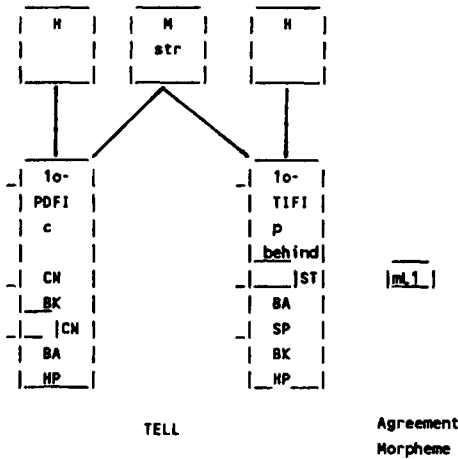 H M H
str
1o- 1o-
PDFI TIFI
c p
behind
CN ST mL1
BK BA
CN SP
BA BK
HP HP
TELL
Agreement
Morpheme